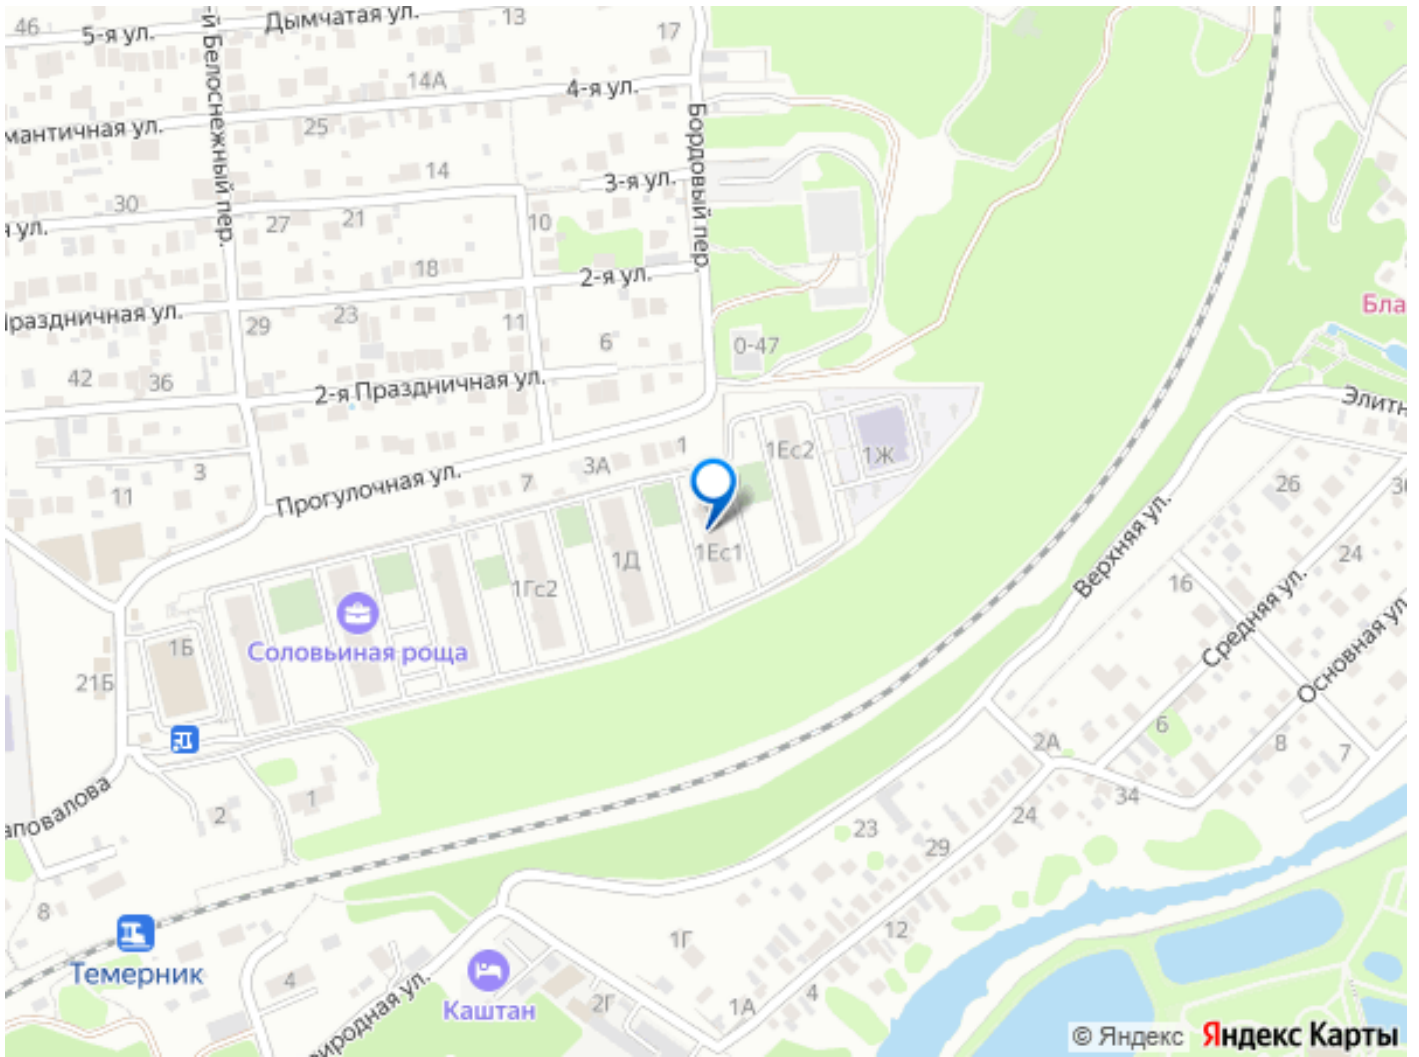 46
5-я ул.
Дымчатая ул.
13
17
-й Белоснежный пер.
14А
4-я ул.
мантичная ул.
25
Бордовый пер.
14
3-я ул.
30
я ул.
27
21
10
18
2-я ул.
раздничная ул.
29
23
11
6
0-47
Бла
42
36
2-я Праздничная ул.
Элитн
1
1Ес2
1Ж
3А
3
11
Прогулочная ул.
7
26
36
1Ес1
1Д
1Гс2
Верхняя ул.
16
24
Средняя ул.
Основная ул.
1Б
Соловьиная роща
21Б
2А
6
8
7
аповалова
2
1
34
24
23
29
8
12
1Г
Темерник
4
Каштан
2Г
1А
4
иродная ул.
© Яндекс
Яндекс Карты